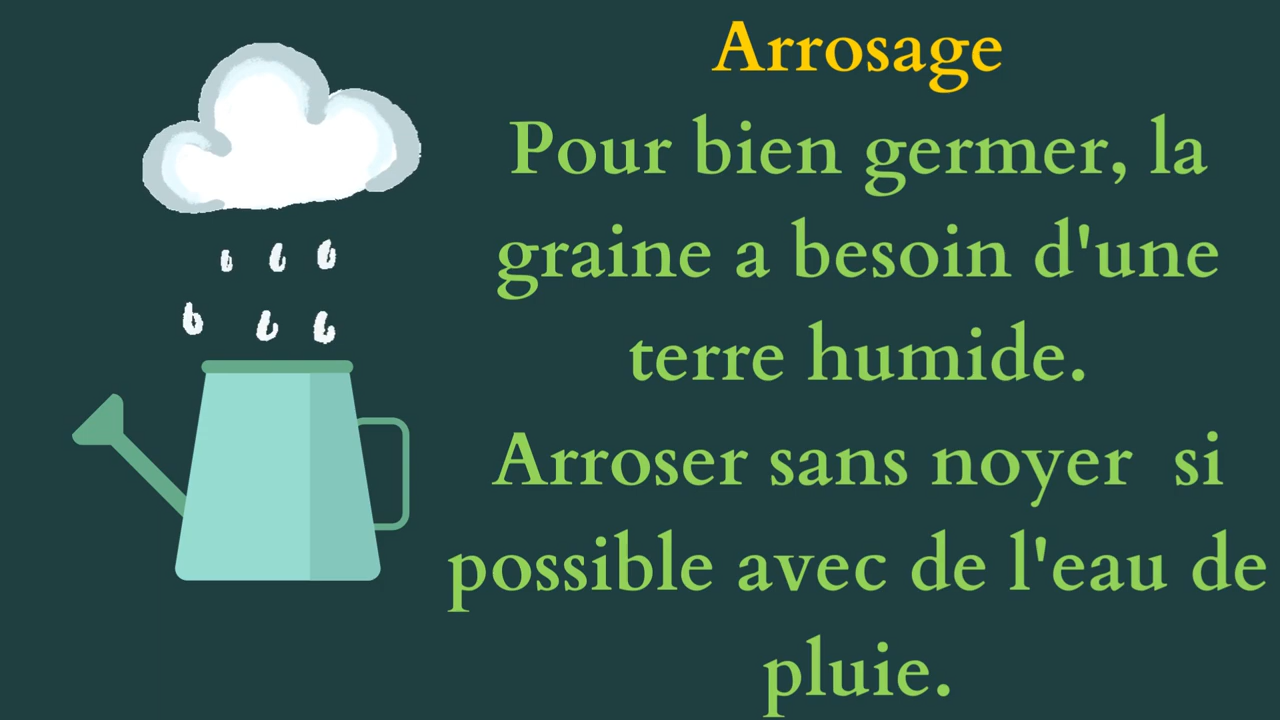 Arrosage
Pour bien germer, la
graine a besoin d'une
terre humide.
Arroser sans noyer  si
possible avec de l'eau de
pluie.